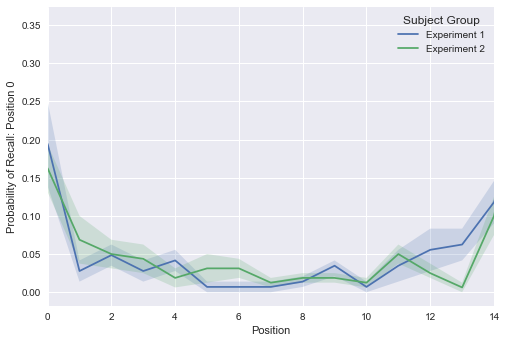 Subject Group
Experiment 1
Experiment 2
Probability of Recall: Position 0
0.35
0.30
0.25
0.20
0.15
0.10
0.05
0.00
0 2 4 6 8 10 12 14
Position